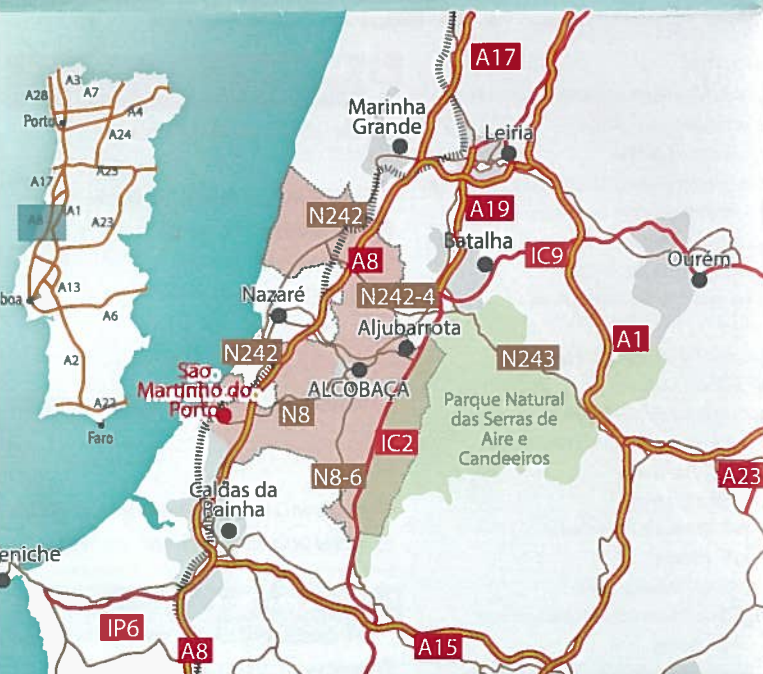 A3
A28
A7
A4
Porto
A24
A25
A17
A1
A23
boa
A13
A6
A2
A22
Faro
A17
Marinha
Grande
Leiria
N242
A19
Batalha
A8
IC9
Ourém
Nazaré
N242-4
Aljubarrota
N242
N243
A1
São
Martinho do
Porto
ALCOBAÇA
N8
Parque Natural
das Serras de
Aire e
Candeeiros
IC2
N8-6
A23
Caldas da
Rainha
eniche
IP6
A8
A15